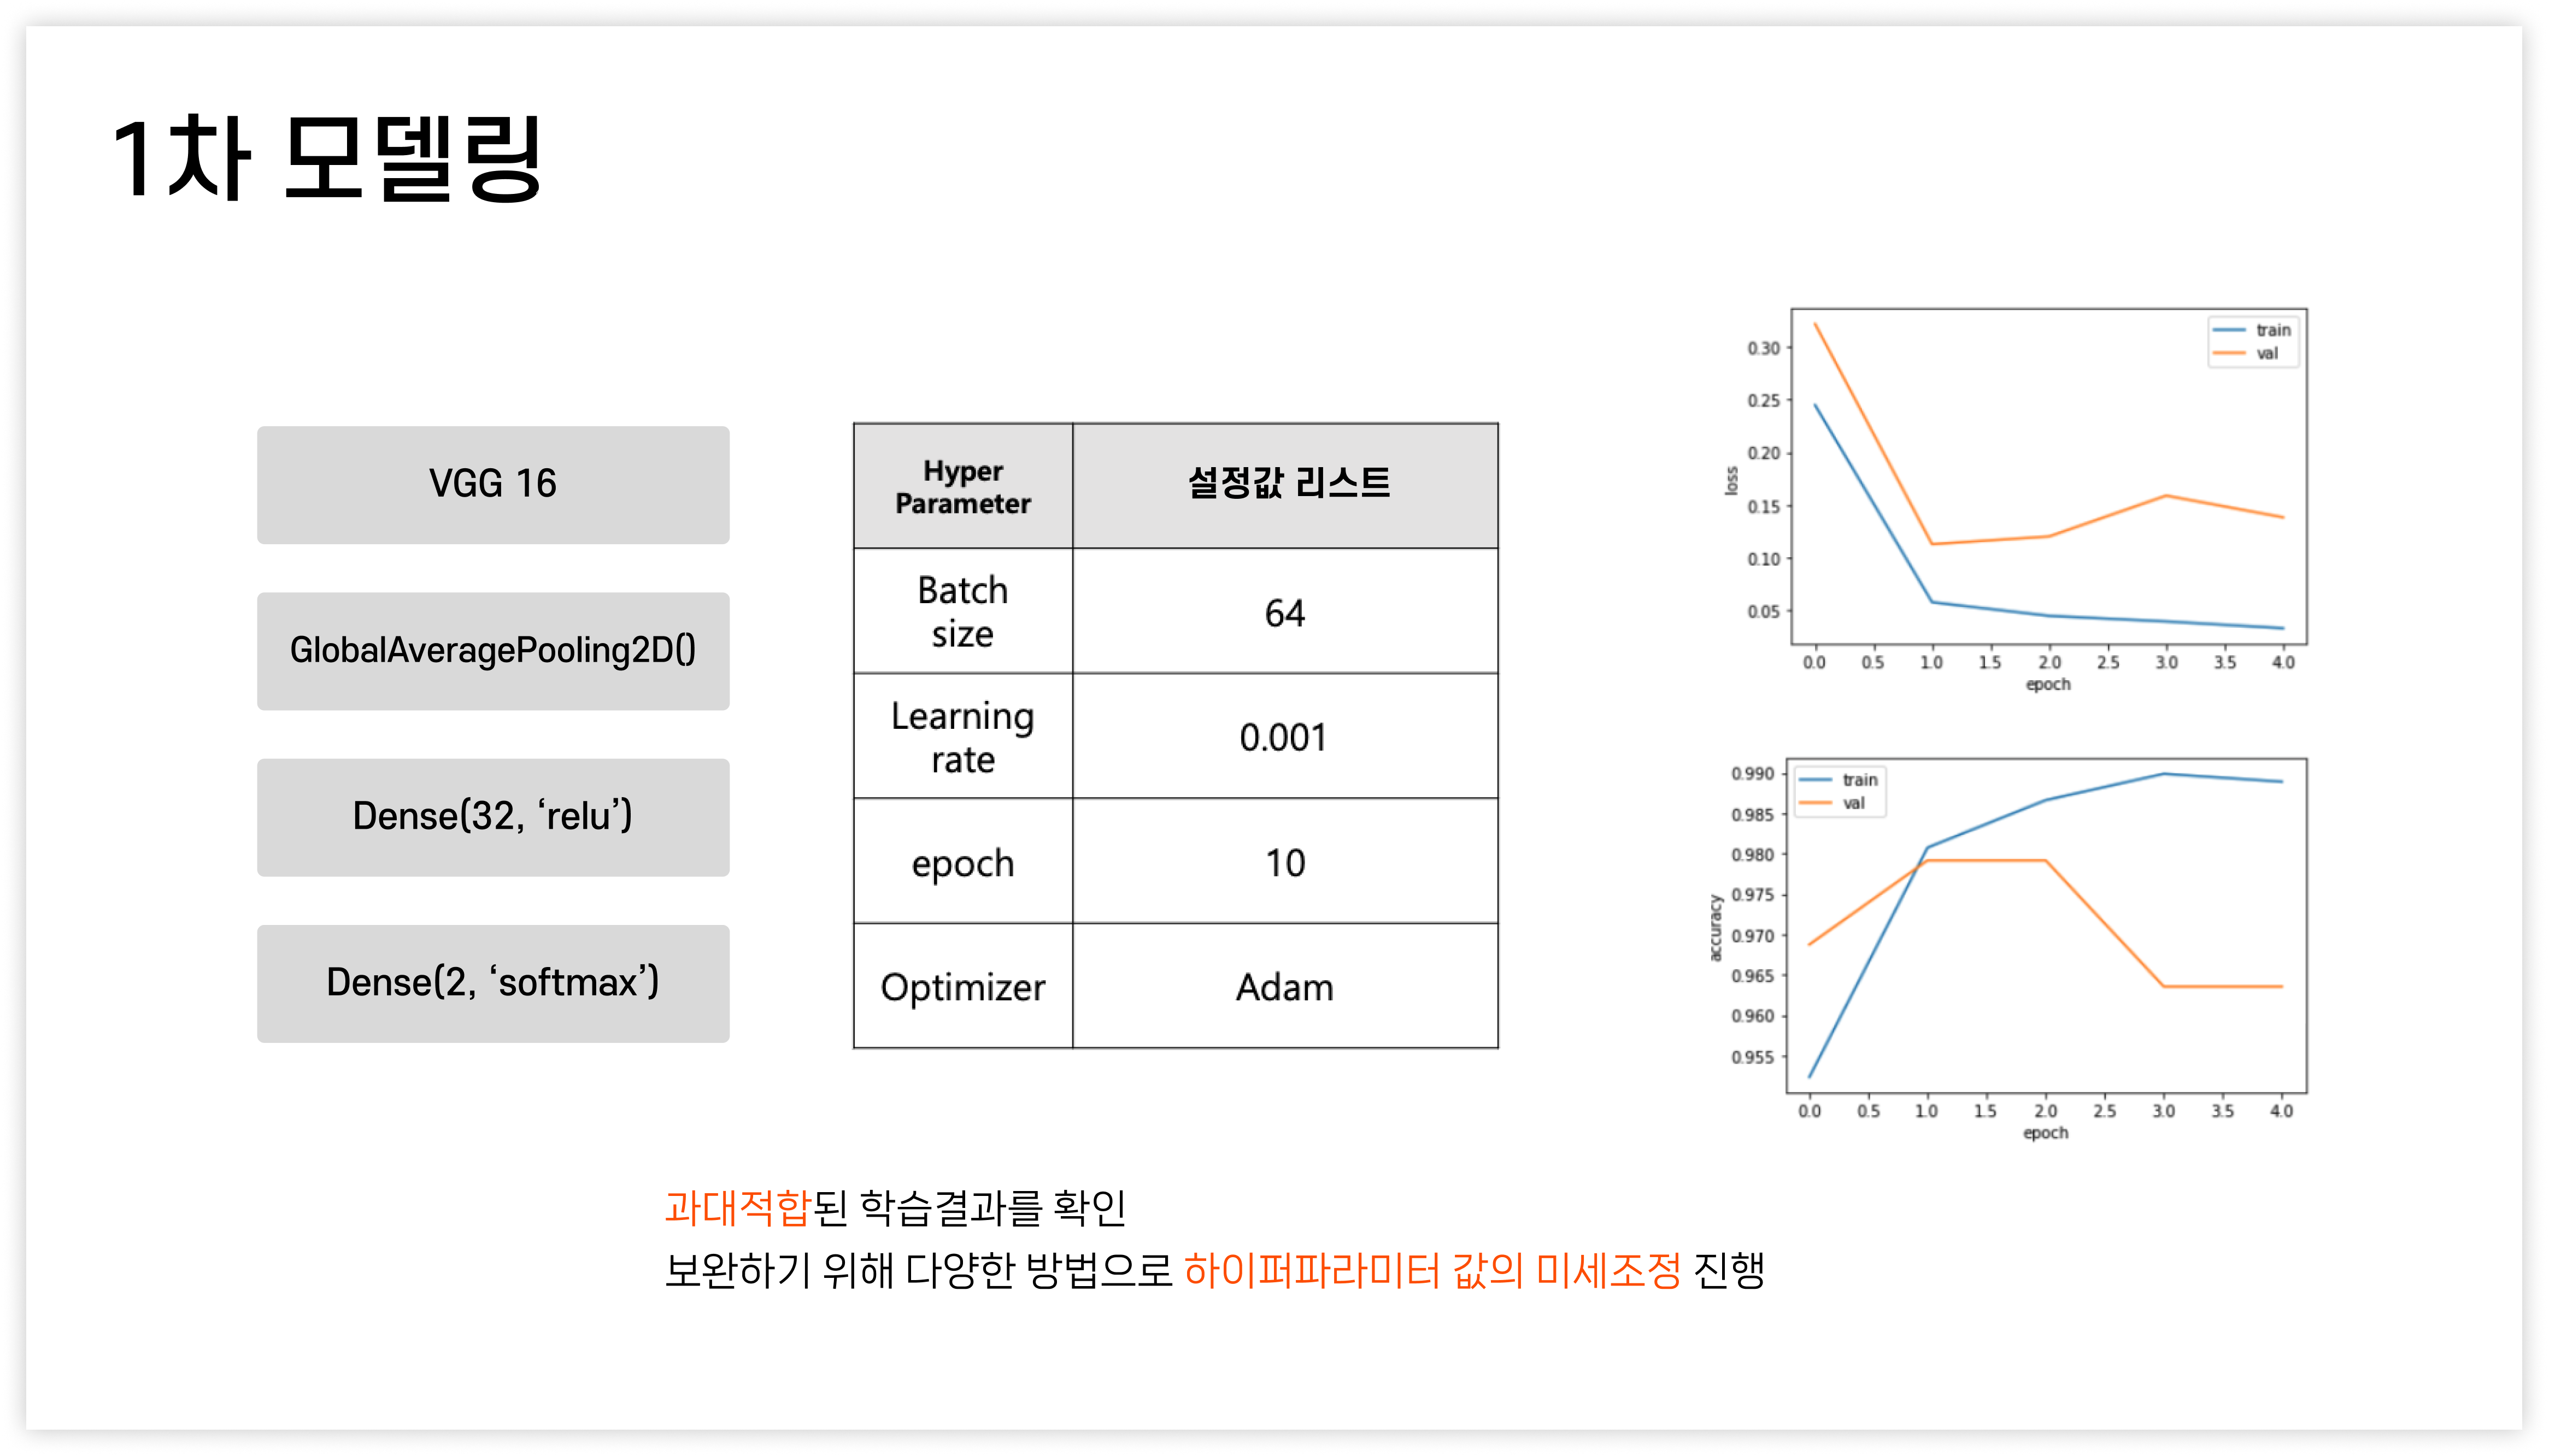 1차 모델링
VGG 16
GlobalAveragePooling2D()
Dense(32, ‘relu’)
Dense(2, ‘softmax’)
Hyper
Parameter
설정값 리스트
Batch
size
64
Learning
rate
0.001
epoch
10
Optimizer
Adam
train
val
0.30
0.25
0.20
0.15
0.10
0.05
loss
0.0 0.5 1.0 1.5 2.0 2.5 3.0 3.5 4.0
epoch
train
val
0.990
0.985
0.980
0.975
0.970
0.965
0.960
0.955
accuracy
0.0 0.5 1.0 1.5 2.0 2.5 3.0 3.5 4.0
epoch
과대적합된 학습결과를 확인
보완하기 위해 다양한 방법으로 하이퍼파라미터 값의 미세조정 진행